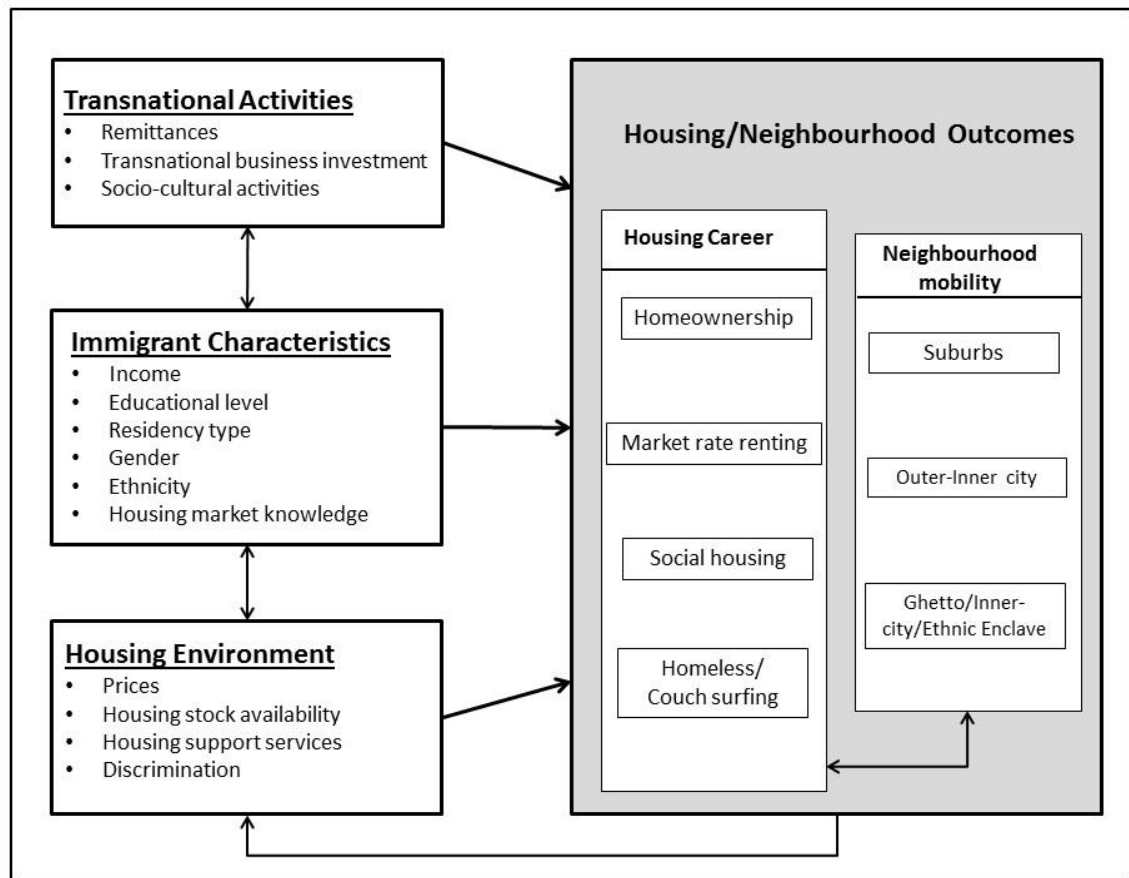 Transnational Activities
• Remittances
• Transnational business investment
• Socio-cultural activities
Immigrant Characteristics
• Income
• Educational level
• Residency type
• Gender
• Ethnicity
• Housing market knowledge
Housing Environment
• Prices
• Housing stock availability
• Housing support services
• Discrimination
Housing/Neighbourhood Outcomes
Housing Career
Homeownership
Market rate renting
Social housing
Homeless/
Couch surfing
Neighbourhood
mobility
Suburbs
Outer-Inner city
Ghetto/Inner-
city/Ethnic Enclave